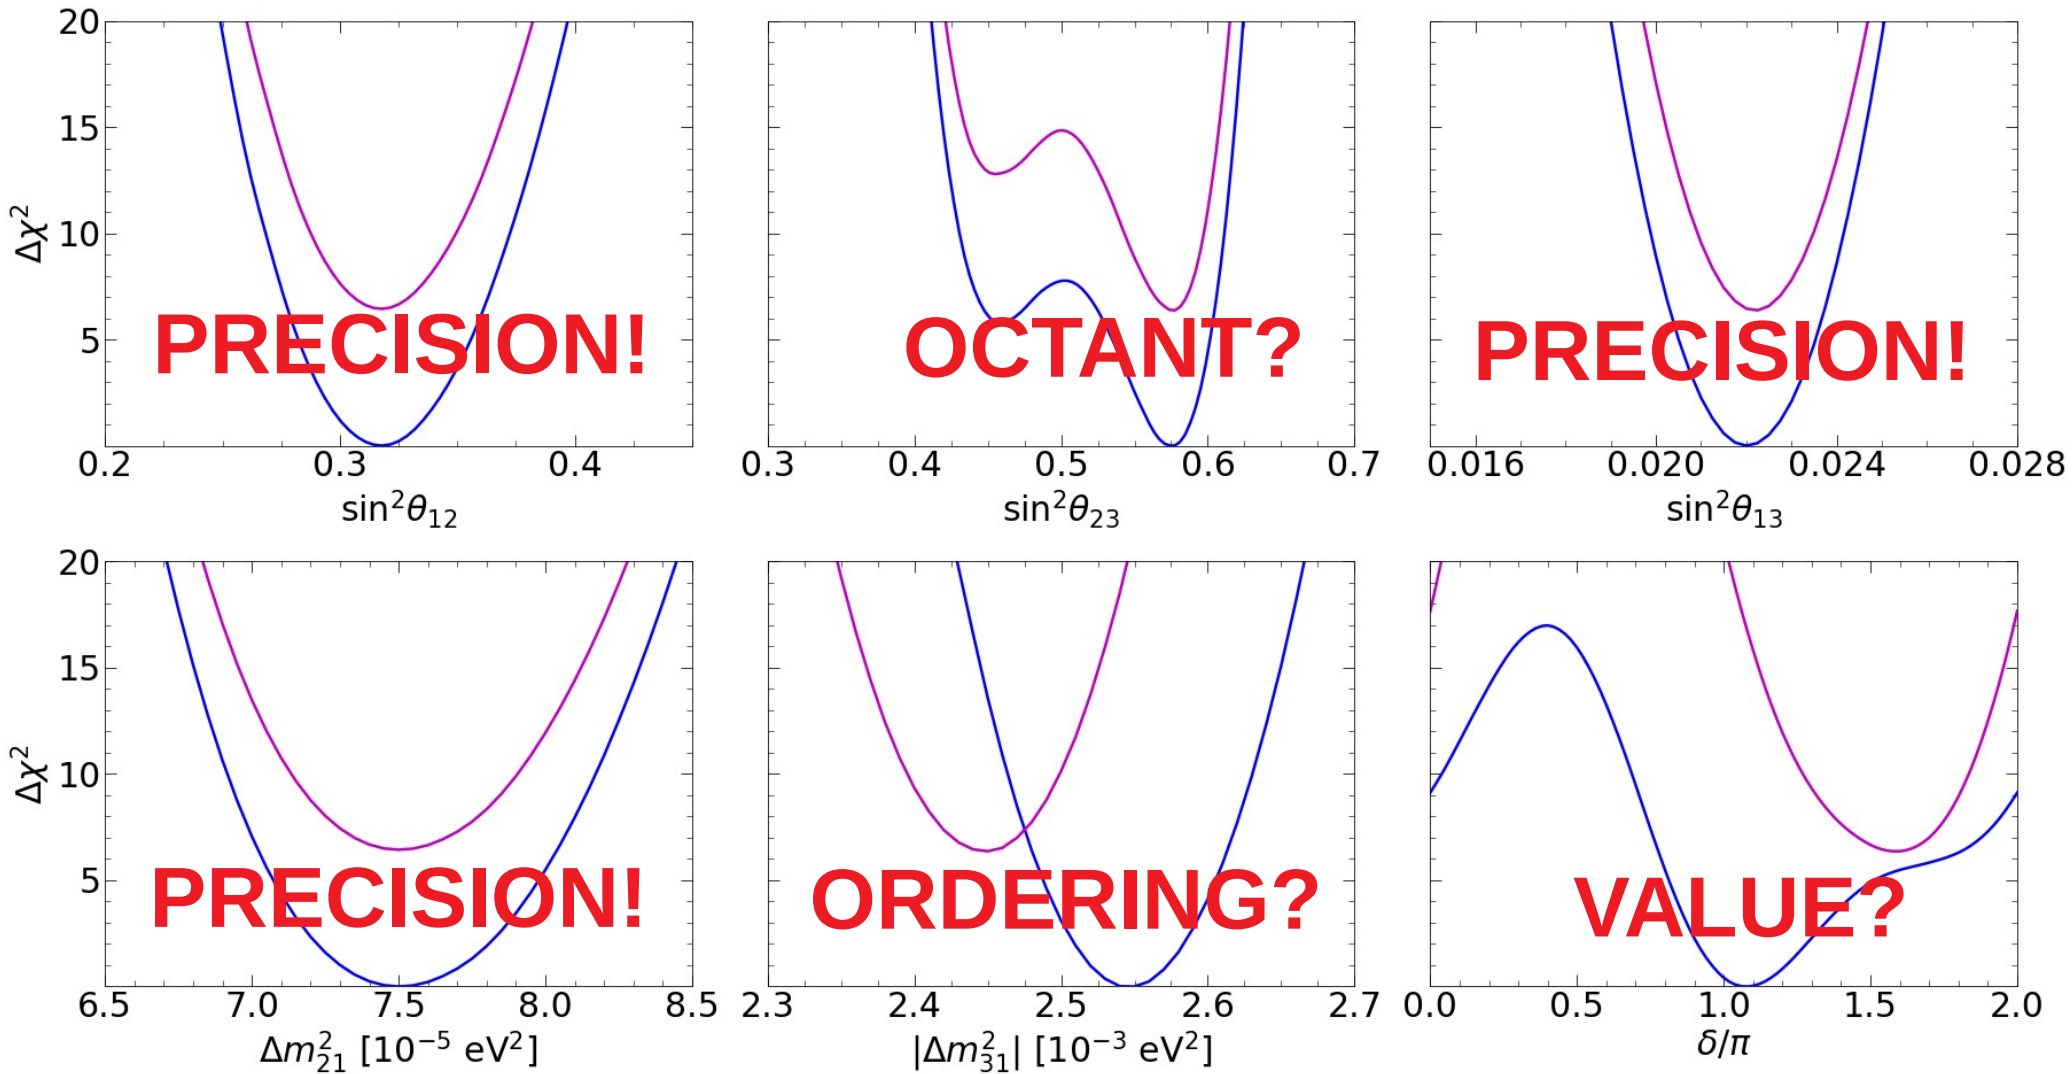 20
15
10
5
Δχ²
PRECISION!
0.2 0.3 0.4
sin²θ₁₂
OCTANT?
0.3 0.4 0.5 0.6 0.7
sin²θ₂₃
PRECISION!
0.016 0.020 0.024 0.028
sin²θ₁₃
20
15
10
5
Δχ²
PRECISION!
6.5 7.0 7.5 8.0 8.5
Δm²₂₁ [10⁻⁵ eV²]
ORDERING?
2.3 2.4 2.5 2.6 2.7
|Δm²₃₁| [10⁻³ eV²]
VALUE?
0.0 0.5 1.0 1.5 2.0
δ/π